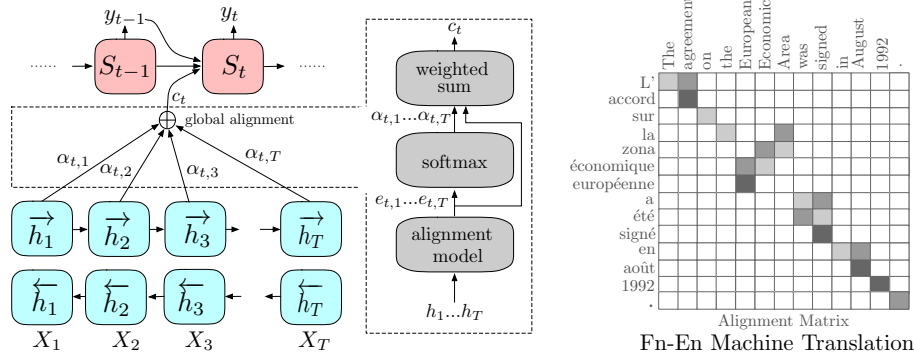 y_{t-1} y_t
S_{t-1} S_t
...... ......
c_t
global alignment
α_{t,1} α_{t,2} α_{t,3} α_{t,T}
→h_1 →h_2 →h_3 →h_T
←h_1 ←h_2 ←h_3 ←h_T
X_1 X_2 X_3 X_T
c_t
weighted
sum
α_{t,1}...α_{t,T}
softmax
e_{t,1}...e_{t,T}
alignment
model
h_1...h_T
The
agreement
on
the
European
Economic
Area
was
signed
in
August
1992
.
L'
accord
sur
la
zona
économique
européenne
a
été
signé
en
août
1992
.
Alignment Matrix
Fn-En Machine Translation